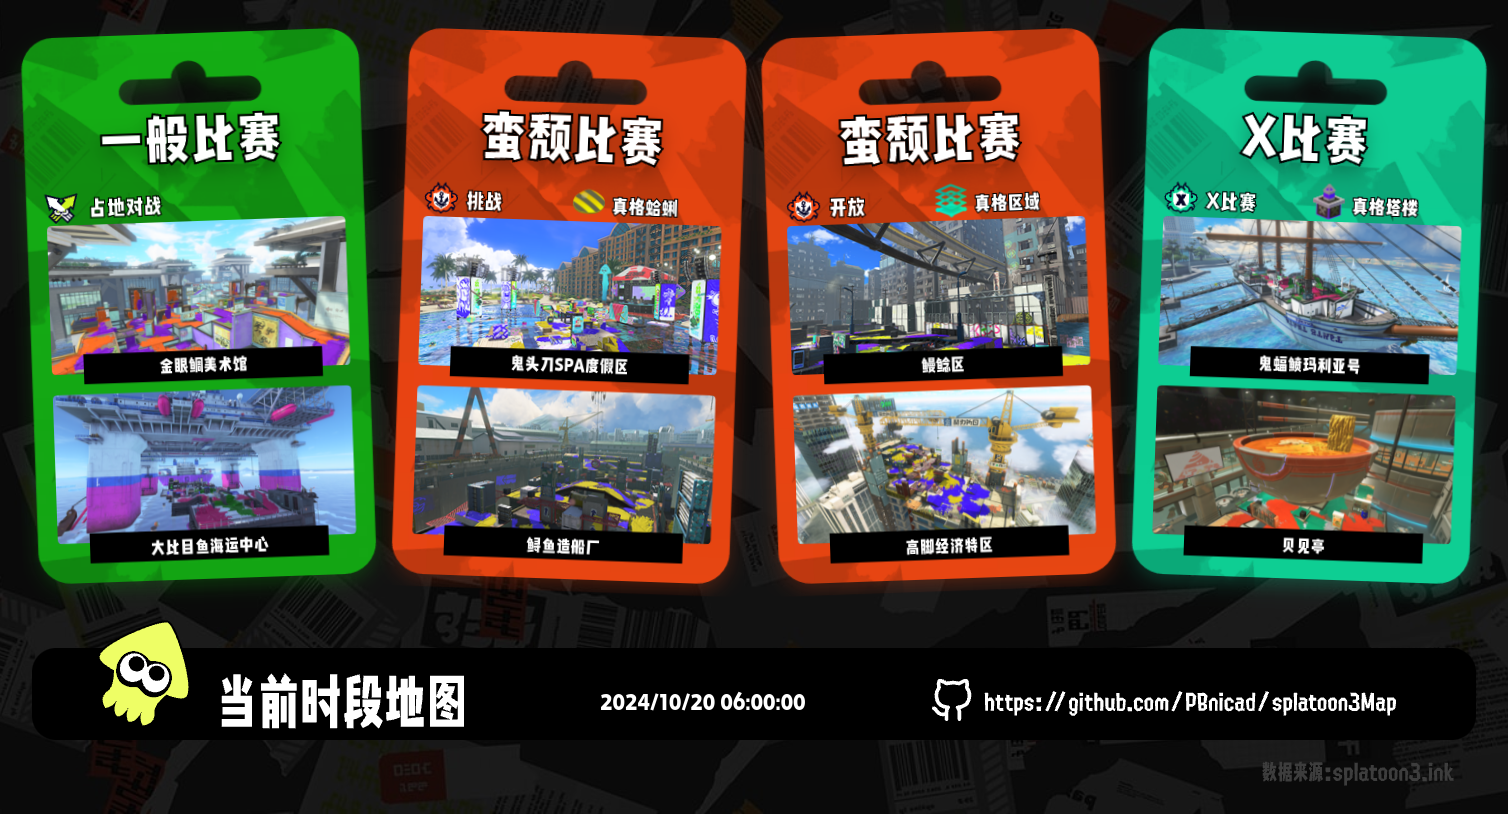 一般比赛
占地对战
金眼鲷美术馆
大比目鱼海运中心
蛮颓比赛
挑战
真格蛤蜊
鬼头刀SPA度假区
鲟鱼造船厂
蛮颓比赛
开放
真格区域
鳗鲶区
高脚经济特区
X比赛
X比赛
真格塔楼
鬼蝠鲼玛利亚号
贝见亭
当前时段地图
2024/10/20 06:00:00
https://github.com/PBnicad/splatoon3Map
数据来源:splatoon3.ink